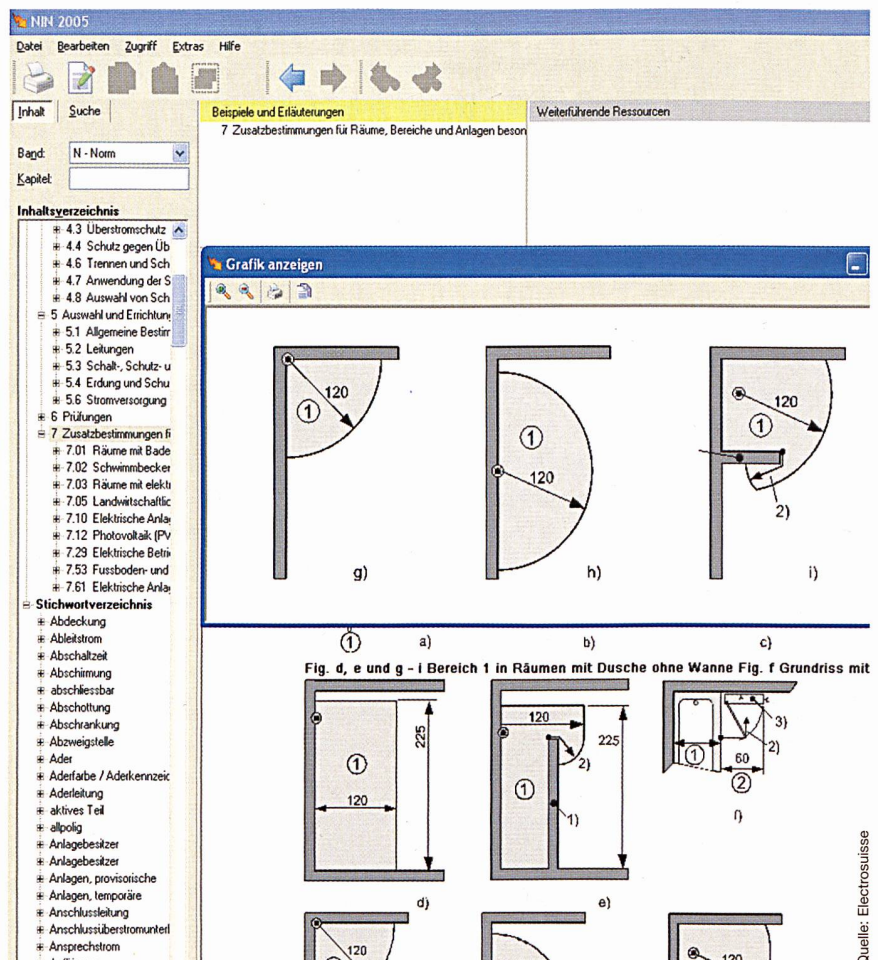 NIN 2005
Datei Bearbeiten Zugriff Extras Hilfe
Inhalt Suche
Band: N - Norm
Kapitel:
Inhaltsverzeichnis
4.3 Überstromschutz
4.4 Schutz gegen Üb
4.6 Trennen und Sch
4.7 Anwendung der S
4.8 Auswahl von Sch
5 Auswahl und Errichtung
5.1 Allgemeine Bestim
5.2 Leitungen
5.3 Schalt-, Schutz- u
5.4 Erdung und Schu
5.6 Stromversorgung
6 Prüfungen
7 Zusatzbestimmungen fü
7.01 Räume mit Bade
7.02 Schwimmbecken
7.03 Räume mit elektr
7.05 Landwirtschaftlic
7.10 Elektrische Anlag
7.12 Photovoltaik (PV
7.29 Elektrische Betrie
7.53 Fussboden- und
7.61 Elektrische Anlag
Stichwortverzeichnis
Abdeckung
Ableitstrom
Abschaltzeit
Abschirmung
abschliessbar
Abschottung
Abschrankung
Abzweigstelle
Ader
Aderfarbe / Aderkennzeic
Aderleitung
aktives Teil
allpolig
Anlagebesitzer
Anlagebesitzer
Anlagen, provisorische
Anlagen, temporäre
Anschlussleitung
Anschlussüberstromunterl
Ansprechstrom
Beispiele und Erläuterungen
7 Zusatzbestimmungen für Räume, Bereiche und Anlagen beson
Weiterführende Ressourcen
Grafik anzeigen
120
1
g)
1
120
h)
120
1
2)
i)
1 a) b) c)
Fig. d, e und g - i Bereich 1 in Räumen mit Dusche ohne Wanne Fig. f Grundriss mit
1
120
225
d)
120
2)
225
1
1)
e)
3)
2)
1
60
2
f)
120
120
Quelle: Electrosuisse